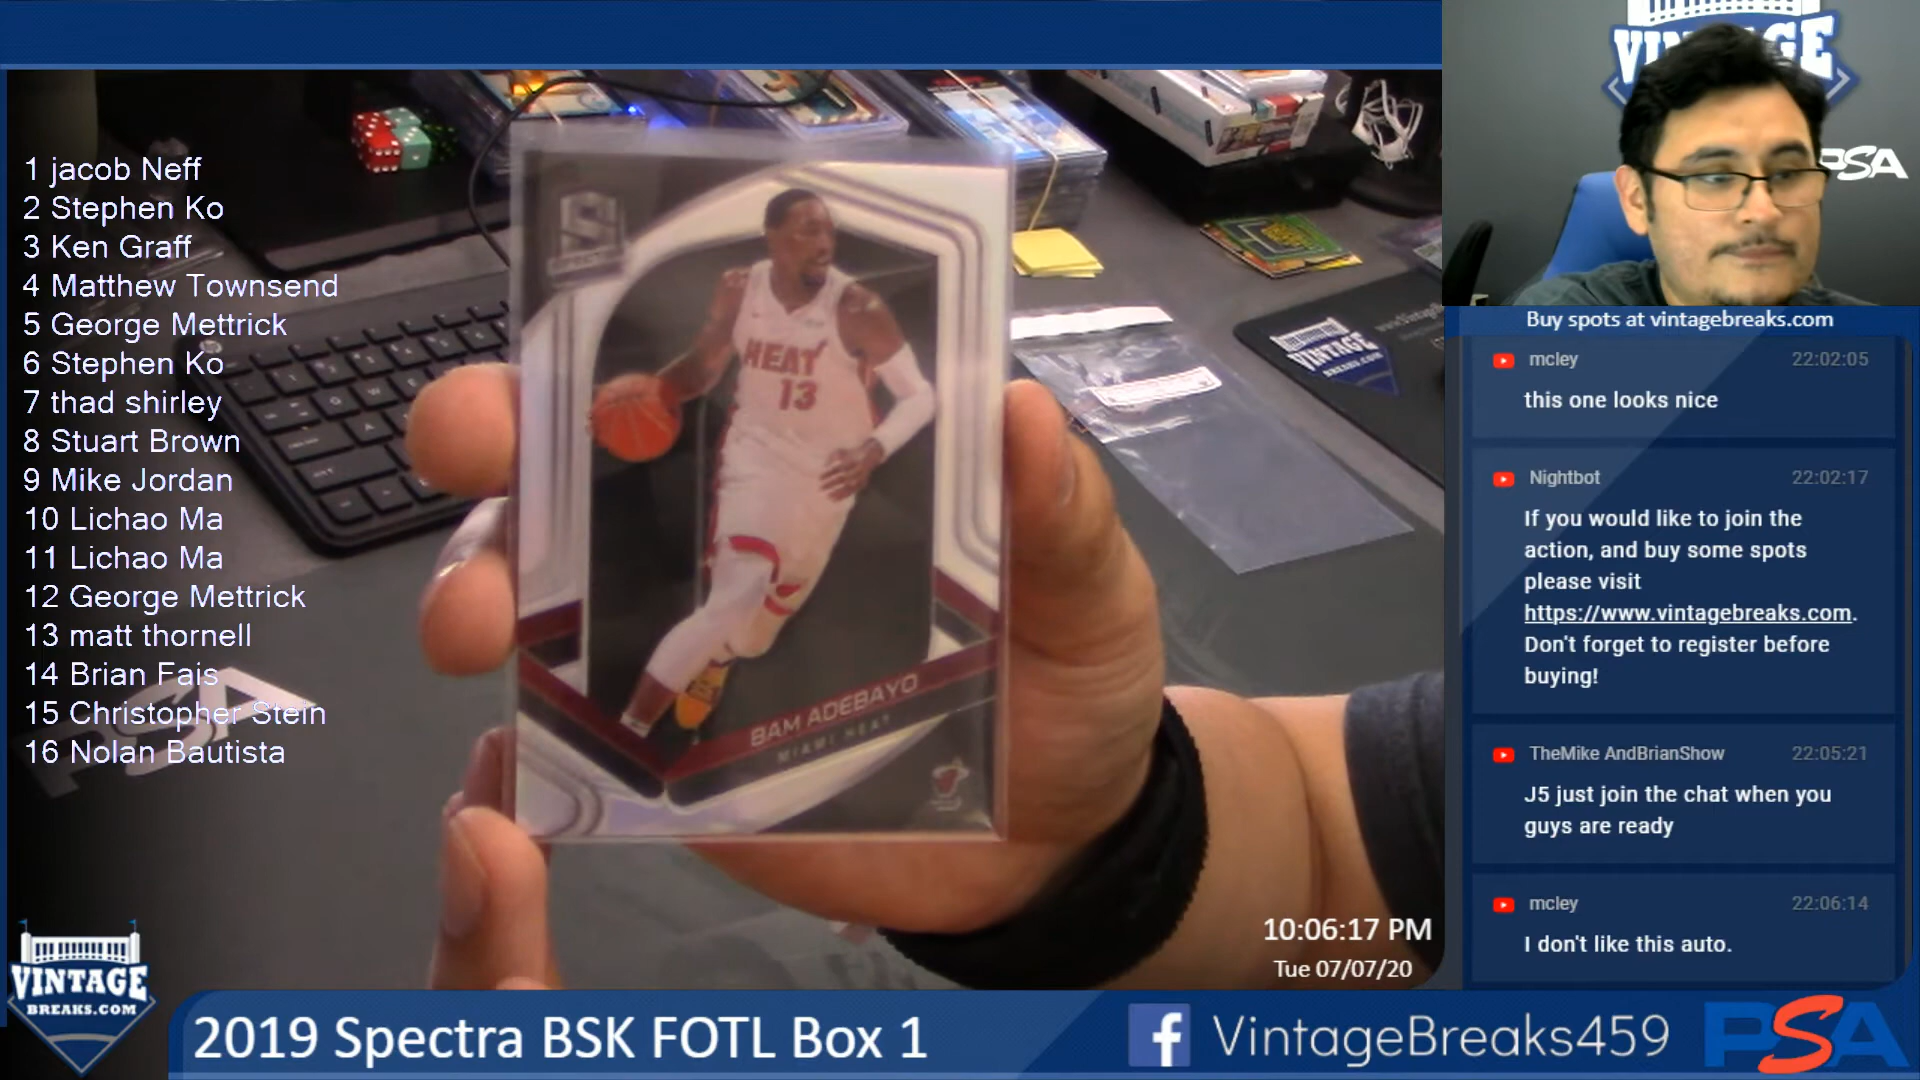 1 jacob Neff
2 Stephen Ko
3 Ken Graff
4 Matthew Townsend
5 George Mettrick
6 Stephen Ko
7 thad shirley
8 Stuart Brown
9 Mike Jordan
10 Lichao Ma
11 Lichao Ma
12 George Mettrick
13 matt thornell
14 Brian Fais
15 Christopher Stein
16 Nolan Bautista
PSA
S
HEAT
13
BAM ADEBAYO
MIAMI HEAT
VINTAGE
BREAKS.COM
10:06:17 PM
Tue 07/07/20
PSA
Buy spots at vintagebreaks.com
mcley 22:02:05
this one looks nice
Nightbot 22:02:17
If you would like to join the
action, and buy some spots
please visit
https://www.vintagebreaks.com.
Don't forget to register before
buying!
TheMike AndBrianShow 22:05:21
J5 just join the chat when you
guys are ready
mcley 22:06:14
I don't like this auto.
VINTAGE
BREAKS.COM
2019 Spectra BSK FOTL Box 1
f VintageBreaks459
PSA